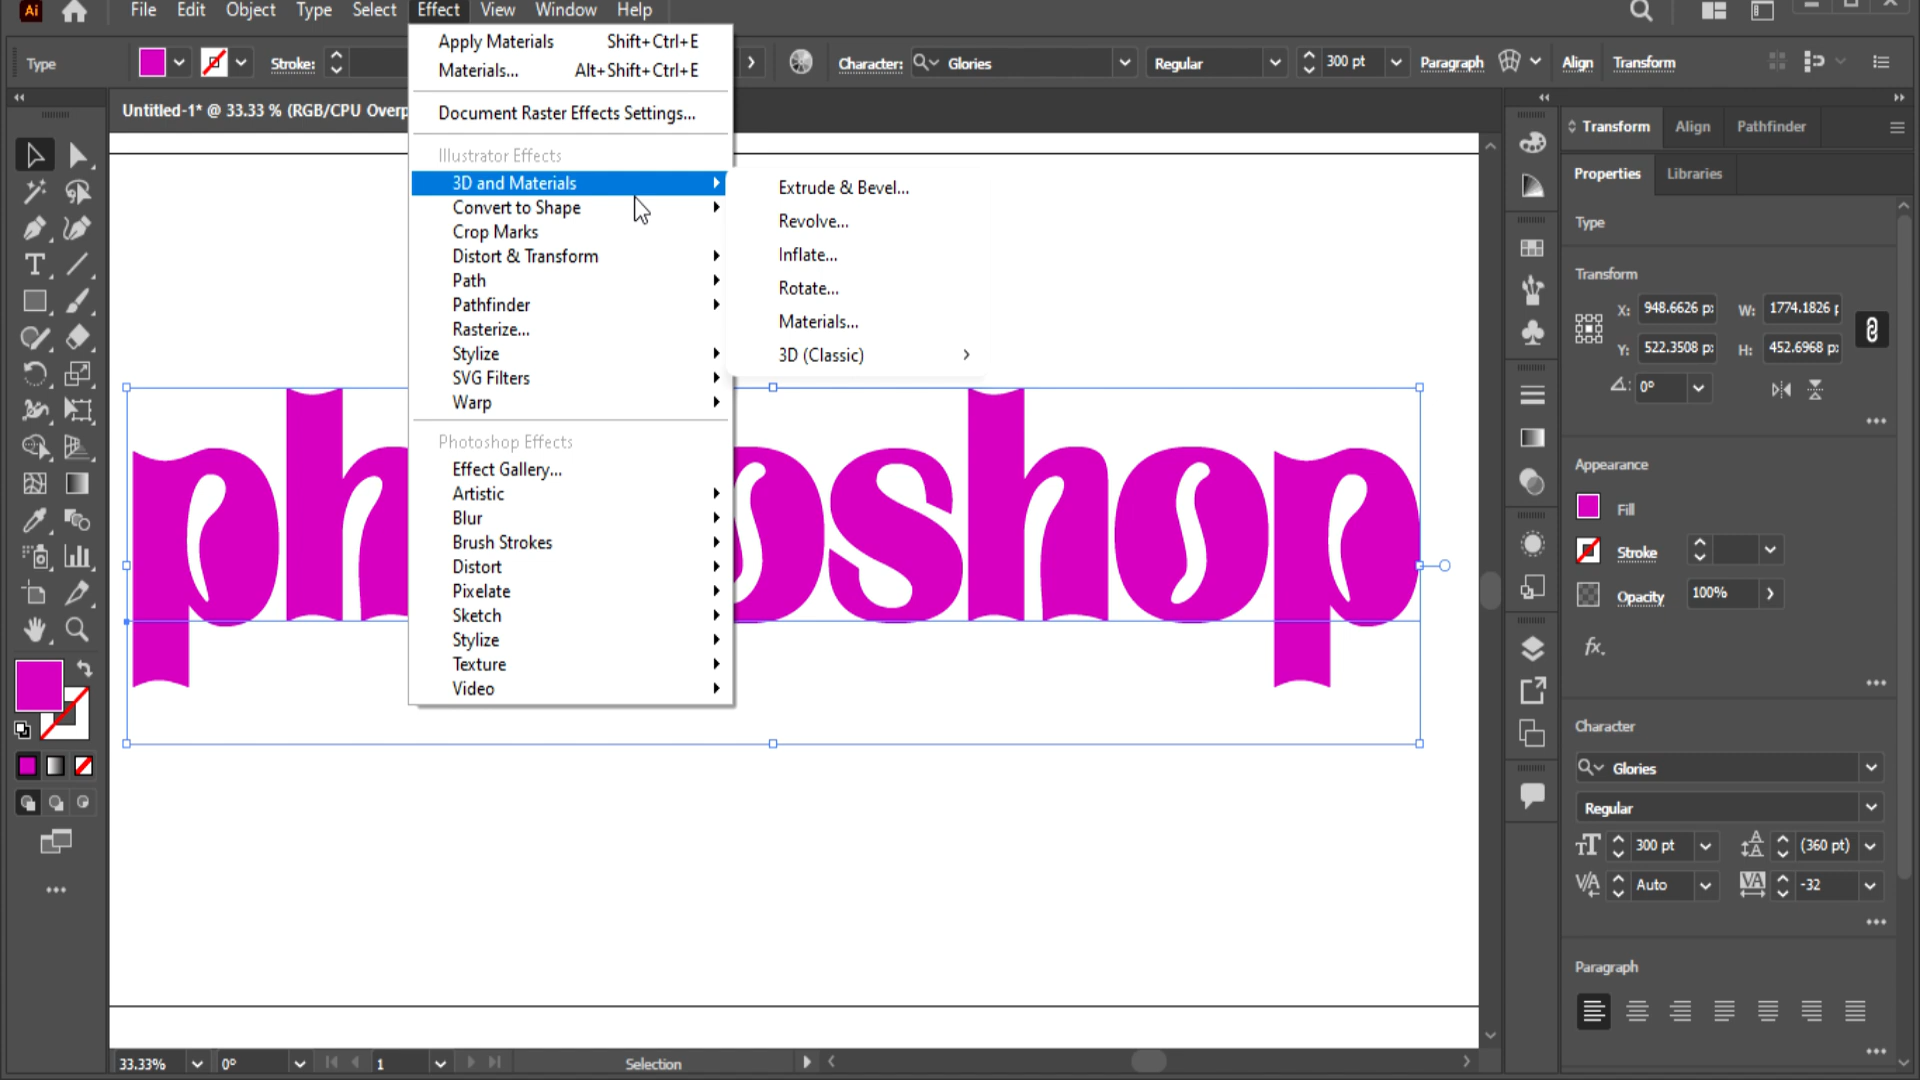 Ai File Edit Object Type Select Effect View Window Help
Type Stroke: Character: Glories Regular 300 pt Paragraph Align Transform
Untitled-1* @ 33.33 % (RGB/CPU Overp
Apply Materials Shift+Ctrl+E
Materials... Alt+Shift+Ctrl+E
Document Raster Effects Settings...
Illustrator Effects
3D and Materials
Convert to Shape
Crop Marks
Distort & Transform
Path
Pathfinder
Rasterize...
Stylize
SVG Filters
Warp
Photoshop Effects
Effect Gallery...
Artistic
Blur
Brush Strokes
Distort
Pixelate
Sketch
Stylize
Texture
Video
Extrude & Bevel...
Revolve...
Inflate...
Rotate...
Materials...
3D (Classic)
ph shop
Transform Align Pathfinder
Properties Libraries
Type
Transform
X: 948.6626 px W: 1774.1826 p
Y: 522.3508 px H: 452.6968 px
0°
Appearance
Fill
Stroke
Opacity 100%
fx.
Character
Glories
Regular
300 pt (360 pt)
Auto -32
Paragraph
33.33% 0° 1 Selection